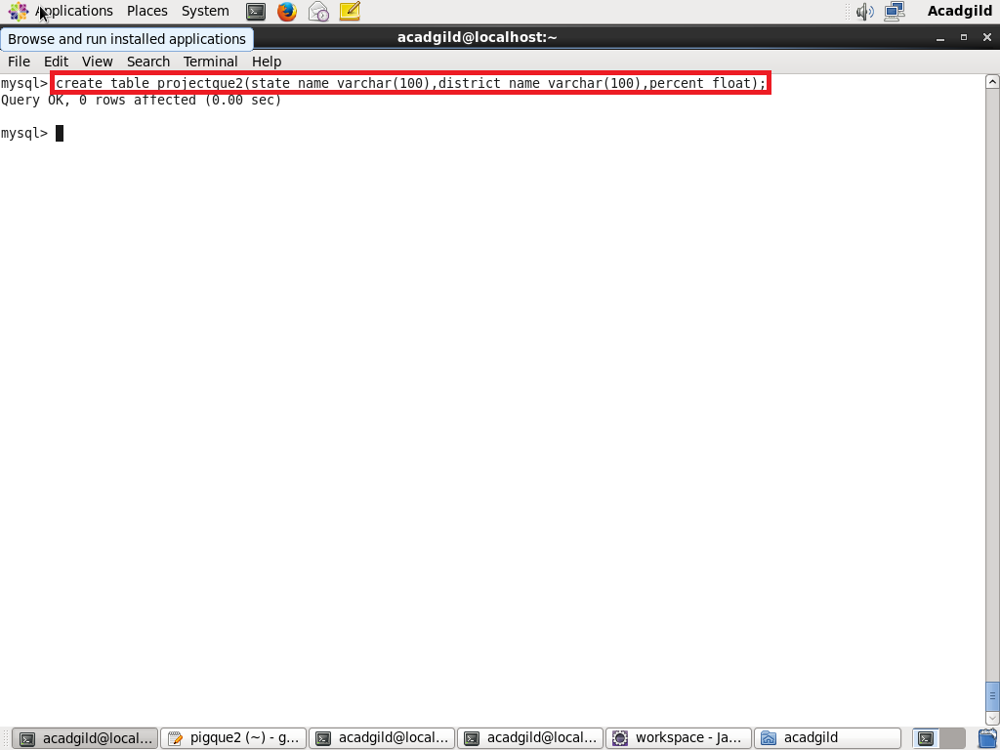 Applications Places System Acadgild
Browse and run installed applications
acadgild@localhost:~
File Edit View Search Terminal Help
mysql> create table projectque2(state_name varchar(100),district_name varchar(100),percent float);
Query OK, 0 rows affected (0.00 sec)
mysql>
acadgild@local... pigque2 (~) - g... acadgild@local... acadgild@local... workspace - Ja... acadgild